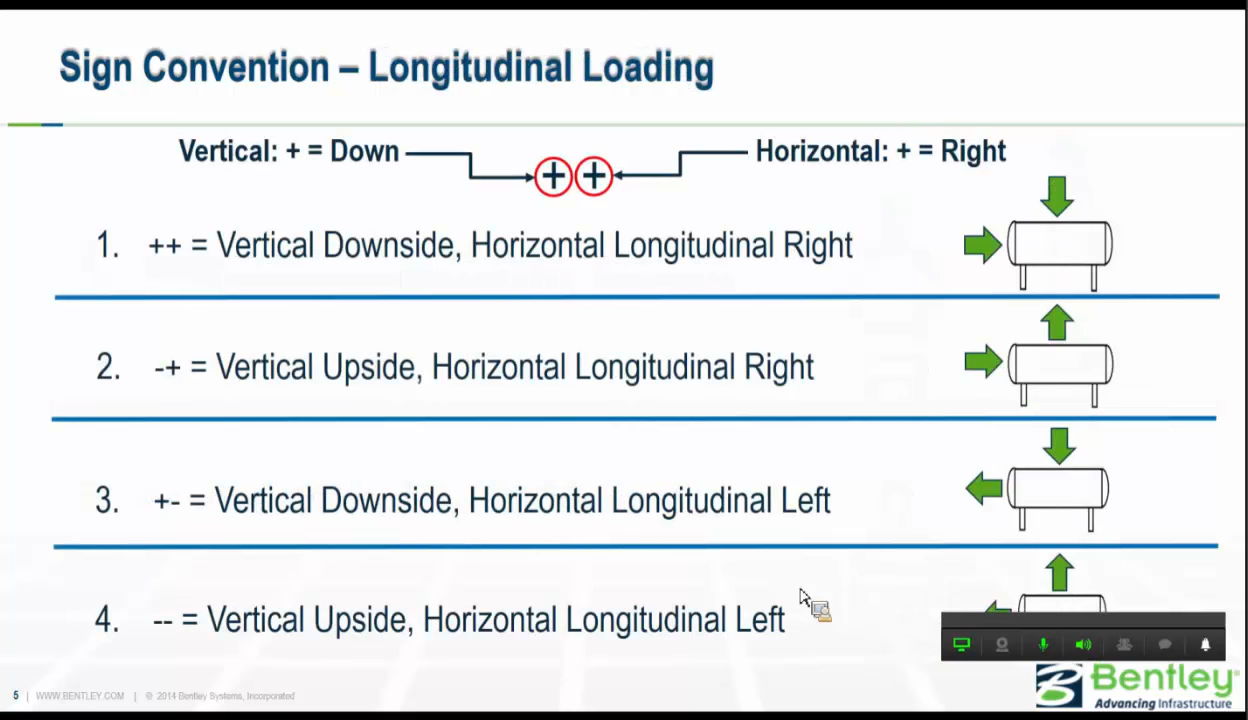 Sign Convention – Longitudinal Loading
Vertical: + = Down
+ +
Horizontal: + = Right
1. ++ = Vertical Downside, Horizontal Longitudinal Right
2. -+ = Vertical Upside, Horizontal Longitudinal Right
3. +- = Vertical Downside, Horizontal Longitudinal Left
4. -- = Vertical Upside, Horizontal Longitudinal Left
5 | WWW.BENTLEY.COM | © 2014 Bentley Systems, Incorporated
Bentley®
Advancing Infrastructure